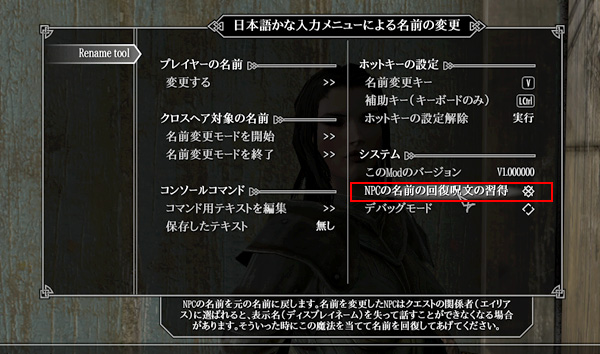 日本語かな入力メニューによる名前の変更
Rename tool
プレイヤーの名前
変更する >>
クロスヘア対象の名前
名前変更モードを開始 >>
名前変更モードを終了 >>
コンソールコマンド
コマンド用テキストを編集 >>
保存したテキスト 無し
ホットキーの設定
名前変更キー V
補助キー(キーボードのみ) LCtrl
ホットキーの設定解除 実行
システム
このModのバージョン V1.000000
NPCの名前の回復呪文の習得
デバッグモード
NPCの名前を元の名前に戻します。名前を変更したNPCはクエストの関係者(エイリア
ス)に選ばれると、表示名(ディスプレイネーム)を失って話すことができなくなる場合
があります。そういった時にこの魔法を当てて名前を回復してあげてください。